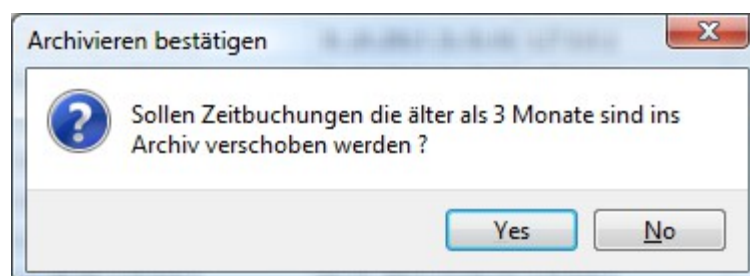 Archivieren bestätigen
Sollen Zeitbuchungen die älter als 3 Monate sind ins
Archiv verschoben werden ?
Yes
No